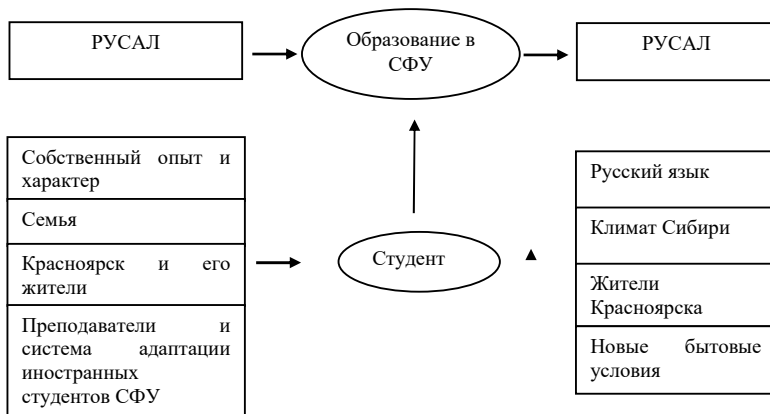 РУСАЛ
Образование в
СФУ
РУСАЛ
Собственный опыт и
характер
Семья
Красноярск и его
жители
Преподаватели и
система адаптации
иностранных
студентов СФУ
Студент
Русский язык
Климат Сибири
Жители
Красноярска
Новые бытовые
условия